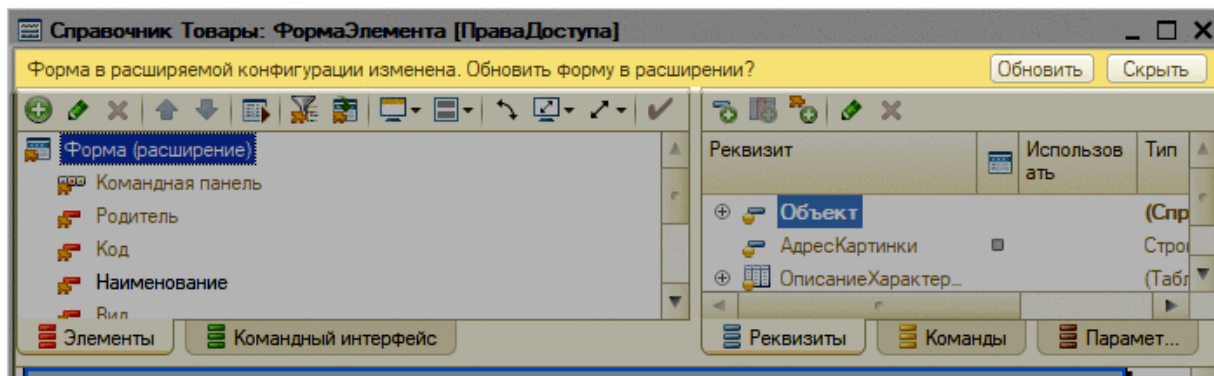 Справочник Товары: ФормаЭлемента [ПраваДоступа]
Форма в расширяемой конфигурации изменена. Обновить форму в расширении?
Обновить
Скрыть
Форма (расширение)
Командная панель
Родитель
Код
Наименование
Вид
Элементы
Командный интерфейс
Реквизит
Использов
ать
Тип
Объект
(Спр
АдресКартинки
Стро
ОписаниеХарактер...
(Табл
Реквизиты
Команды
Парамет...